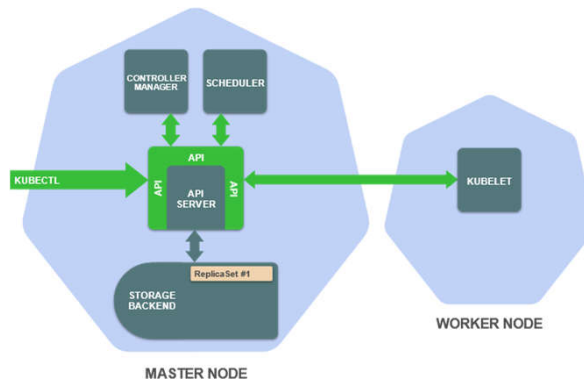 CONTROLLER
MANAGER
SCHEDULER
API
KUBECTL
API
API
SERVER
API
KUBELET
ReplicaSet #1
STORAGE
BACKEND
WORKER NODE
MASTER NODE